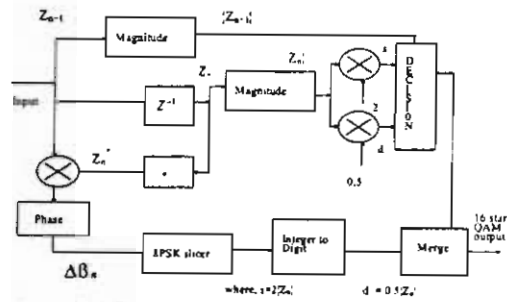 Zn-1
|Zn-1|
Magnitude
Input
Z⁻¹
Zn
Magnitude
|Zn|
s
2
d
0.5
DECISION
Zn*
*
Phase
Δβn
8PSK slicer
Integer to
Digit
Merge
16 star
QAM
output
where, s=2|Zn|
d = 0.5|Zn|